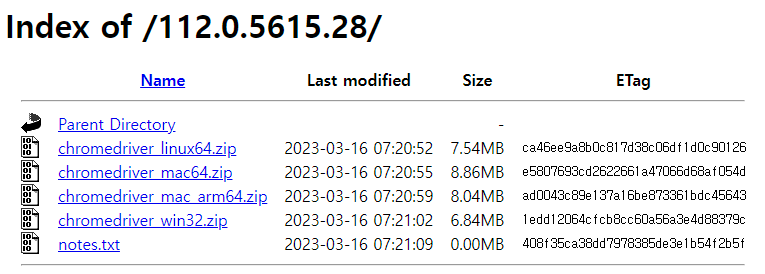 Index of /112.0.5615.28/
Name Last modified Size ETag
Parent Directory -
chromedriver_linux64.zip 2023-03-16 07:20:52 7.54MB ca46ee9a8b0c817d38c06df1d0c90126
chromedriver_mac64.zip 2023-03-16 07:20:55 8.86MB e5807693cd2622661a47066d68af054d
chromedriver_mac_arm64.zip 2023-03-16 07:20:59 8.04MB ad0043c89e137a16be873361bdc45643
chromedriver_win32.zip 2023-03-16 07:21:02 6.84MB 1edd12064cfcb8cc60a56a3e4d88379c
notes.txt 2023-03-16 07:21:09 0.00MB 408f35ca38dd7978385de3e1b54f2b5f